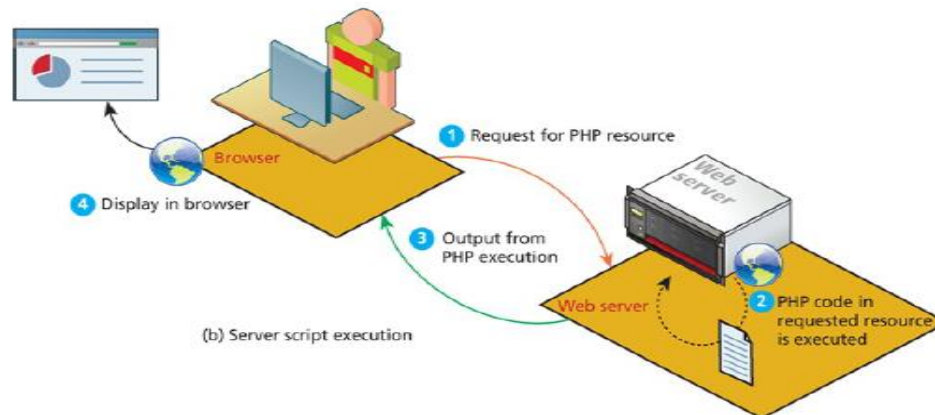 1 Request for PHP resource
Browser
Web
server
4 Display in browser
3 Output from
PHP execution
Web server
2 PHP code in
requested resource
is executed
(b) Server script execution